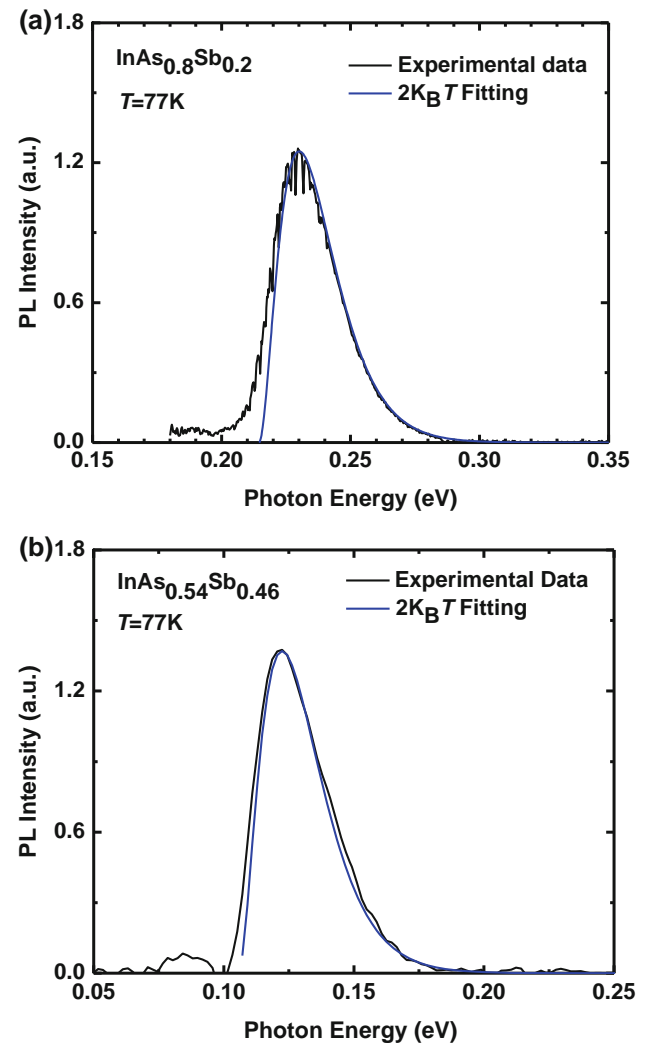 (a)
1.8
InAs0.8Sb0.2
T=77K
Experimental data
2KBT Fitting
1.2
0.6
0.0
PL Intensity (a.u.)
0.15 0.20 0.25 0.30 0.35
Photon Energy (eV)
(b)
1.8
InAs0.54Sb0.46
T=77K
Experimental Data
2KBT Fitting
1.2
0.6
0.0
PL Intensity (a.u.)
0.05 0.10 0.15 0.20 0.25
Photon Energy (eV)